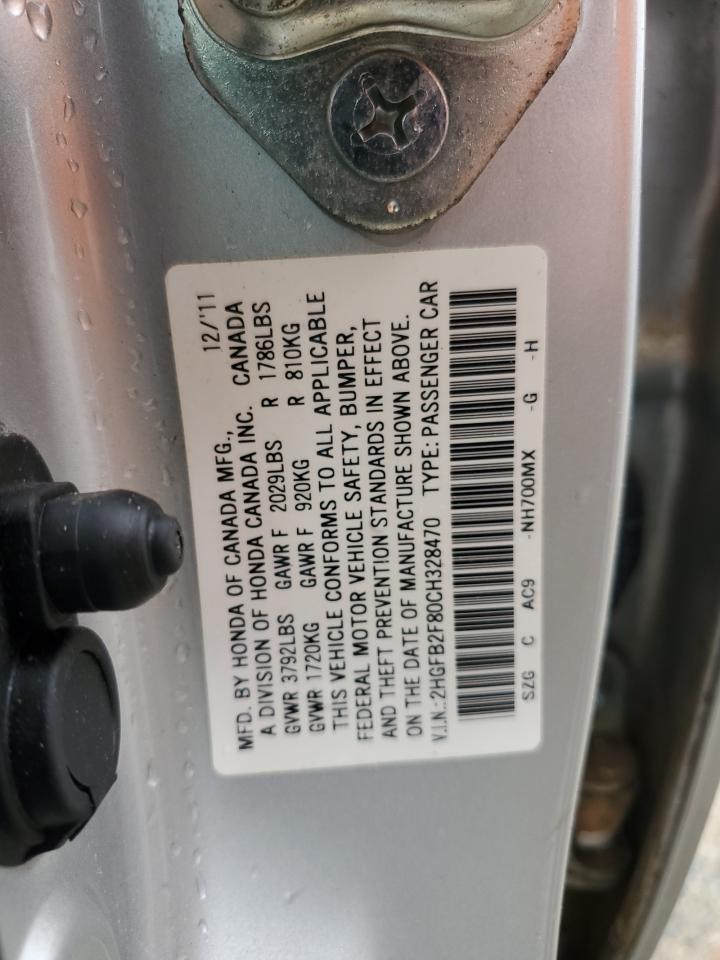 12/'11
MFD. BY HONDA OF CANADA MFG.,
A DIVISION OF HONDA CANADA INC. CANADA
GVWR 3792LBS GAWR F 2029LBS R 1786LBS
GVWR 1720KG GAWR F 920KG R 810KG
THIS VEHICLE CONFORMS TO ALL APPLICABLE
FEDERAL MOTOR VEHICLE SAFETY, BUMPER,
AND THEFT PREVENTION STANDARDS IN EFFECT
ON THE DATE OF MANUFACTURE SHOWN ABOVE.
V.I.N.:2HGFB2F80CH328470 TYPE: PASSENGER CAR
SZG C AC9 -NH700MX -G -H